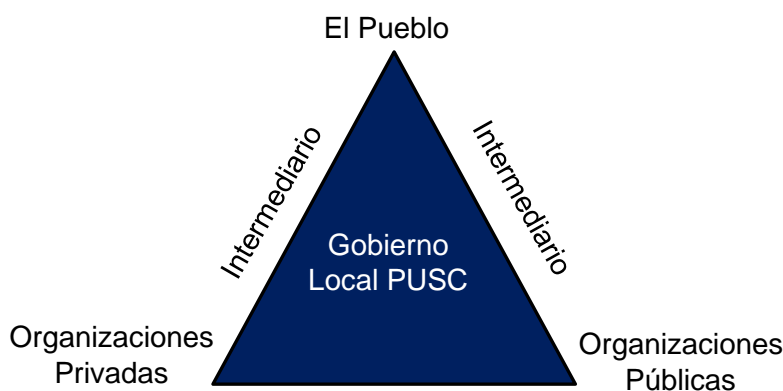 El Pueblo
Intermediario
Intermediario
Gobierno
Local PUSC
Organizaciones
Privadas
Organizaciones
Públicas